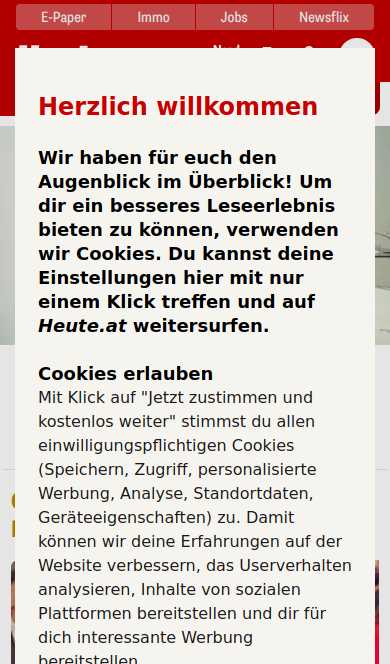 E-Paper Immo Jobs Newsflix
Herzlich willkommen
Wir haben für euch den
Augenblick im Überblick! Um
dir ein besseres Leseerlebnis
bieten zu können, verwenden
wir Cookies. Du kannst deine
Einstellungen hier mit nur
einem Klick treffen und auf
Heute.at weitersurfen.
Cookies erlauben
Mit Klick auf "Jetzt zustimmen und
kostenlos weiter" stimmst du allen
einwilligungspflichtigen Cookies
(Speichern, Zugriff, personalisierte
Werbung, Analyse, Standortdaten,
Geräteeigenschaften) zu. Damit
können wir deine Erfahrungen auf der
Website verbessern, das Userverhalten
analysieren, Inhalte von sozialen
Plattformen bereitstellen und dir für
dich interessante Werbung
bereitstellen